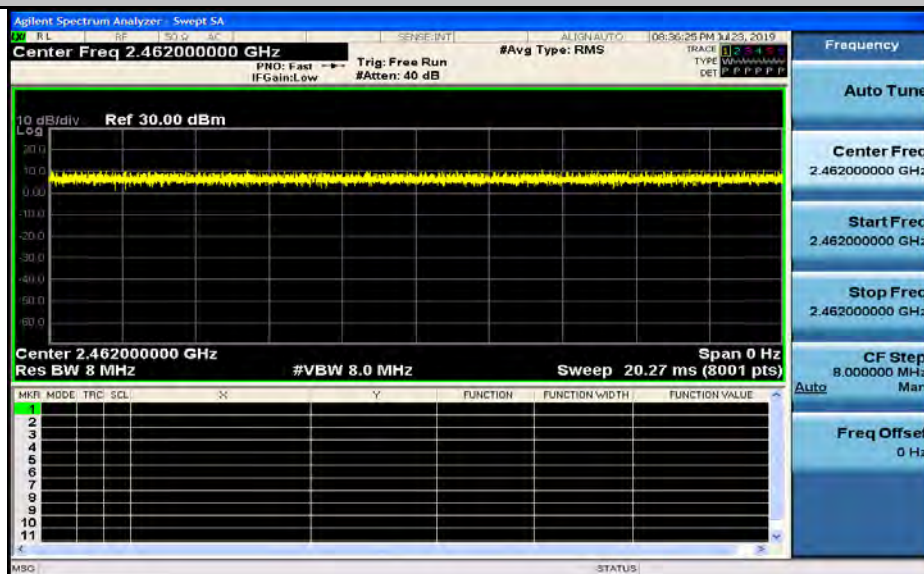 Agilent Spectrum Analyzer - Swept SA
LXI RL RF 50 Ω AC SENSE:INT ALIGN AUTO 08:36:25 PM Jul 23, 2019
Center Freq 2.462000000 GHz
#Avg Type: RMS
TRACE 1 2 3 4 5 6
PNO: Fast
Trig: Free Run
TYPE
IFGain:Low
#Atten: 40 dB
DET P P P P P P
10 dB/div Ref 30.00 dBm
Log
20.0
10.0
0.00
-10.0
-20.0
-30.0
-40.0
-50.0
-60.0
Center 2.462000000 GHz Span 0 Hz
Res BW 8 MHz #VBW 8.0 MHz Sweep 20.27 ms (8001 pts)
MKR MODE TRC SCL X Y FUNCTION FUNCTION WIDTH FUNCTION VALUE
1
2
3
4
5
6
7
8
9
10
11
MSG STATUS
Frequency
Auto Tune
Center Freq
2.462000000 GHz
Start Freq
2.462000000 GHz
Stop Freq
2.462000000 GHz
CF Step
8.000000 MHz
Auto Man
Freq Offset
0 Hz